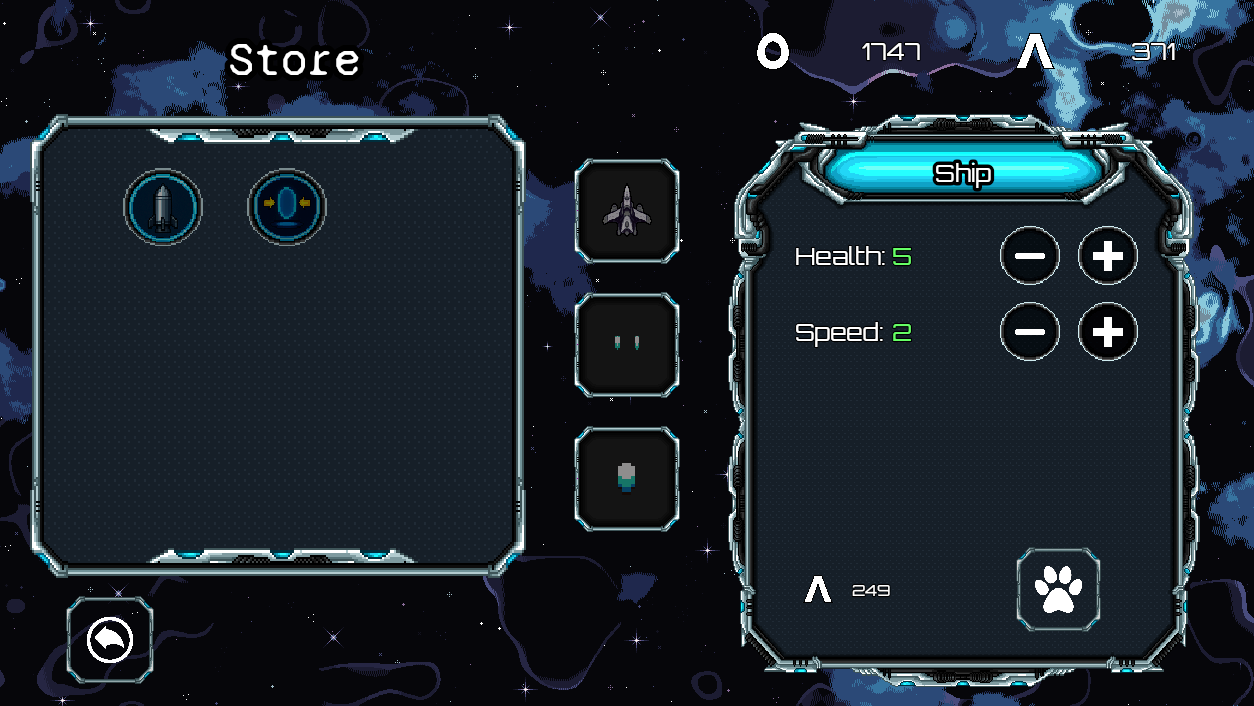 Store
O 1747 Λ 371
Ship
Health: 5
Speed: 2
Λ 249